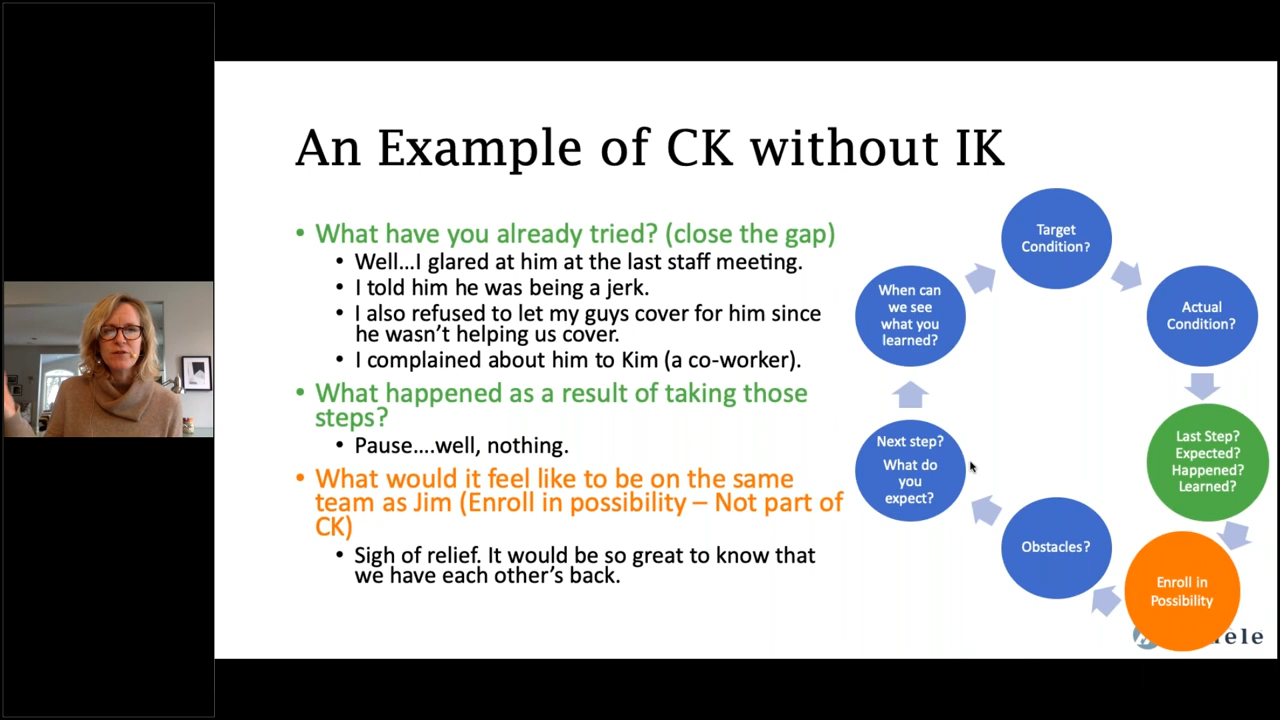 An Example of CK without IK
• What have you already tried? (close the gap)
• Well...I glared at him at the last staff meeting.
• I told him he was being a jerk.
• I also refused to let my guys cover for him since
he wasn't helping us cover.
• I complained about him to Kim (a co-worker).
• What happened as a result of taking those
steps?
• Pause....well, nothing.
• What would it feel like to be on the same
team as Jim (Enroll in possibility – Not part of
CK)
• Sigh of relief. It would be so great to know that
we have each other's back.
Target
Condition?
Actual
Condition?
Last Step?
Expected?
Happened?
Learned?
Enroll in
Possibility
Obstacles?
Next step?
What do
you
expect?
When can
we see
what you
learned?